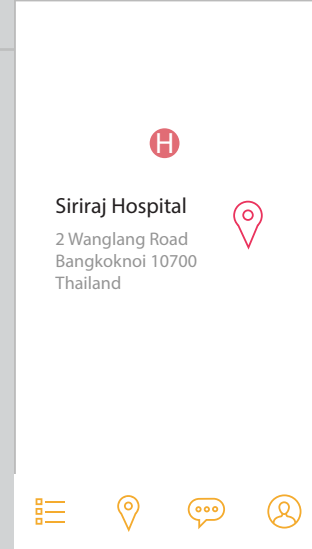 H
Siriraj Hospital
2 Wanglang Road
Bangkoknoi 10700
Thailand